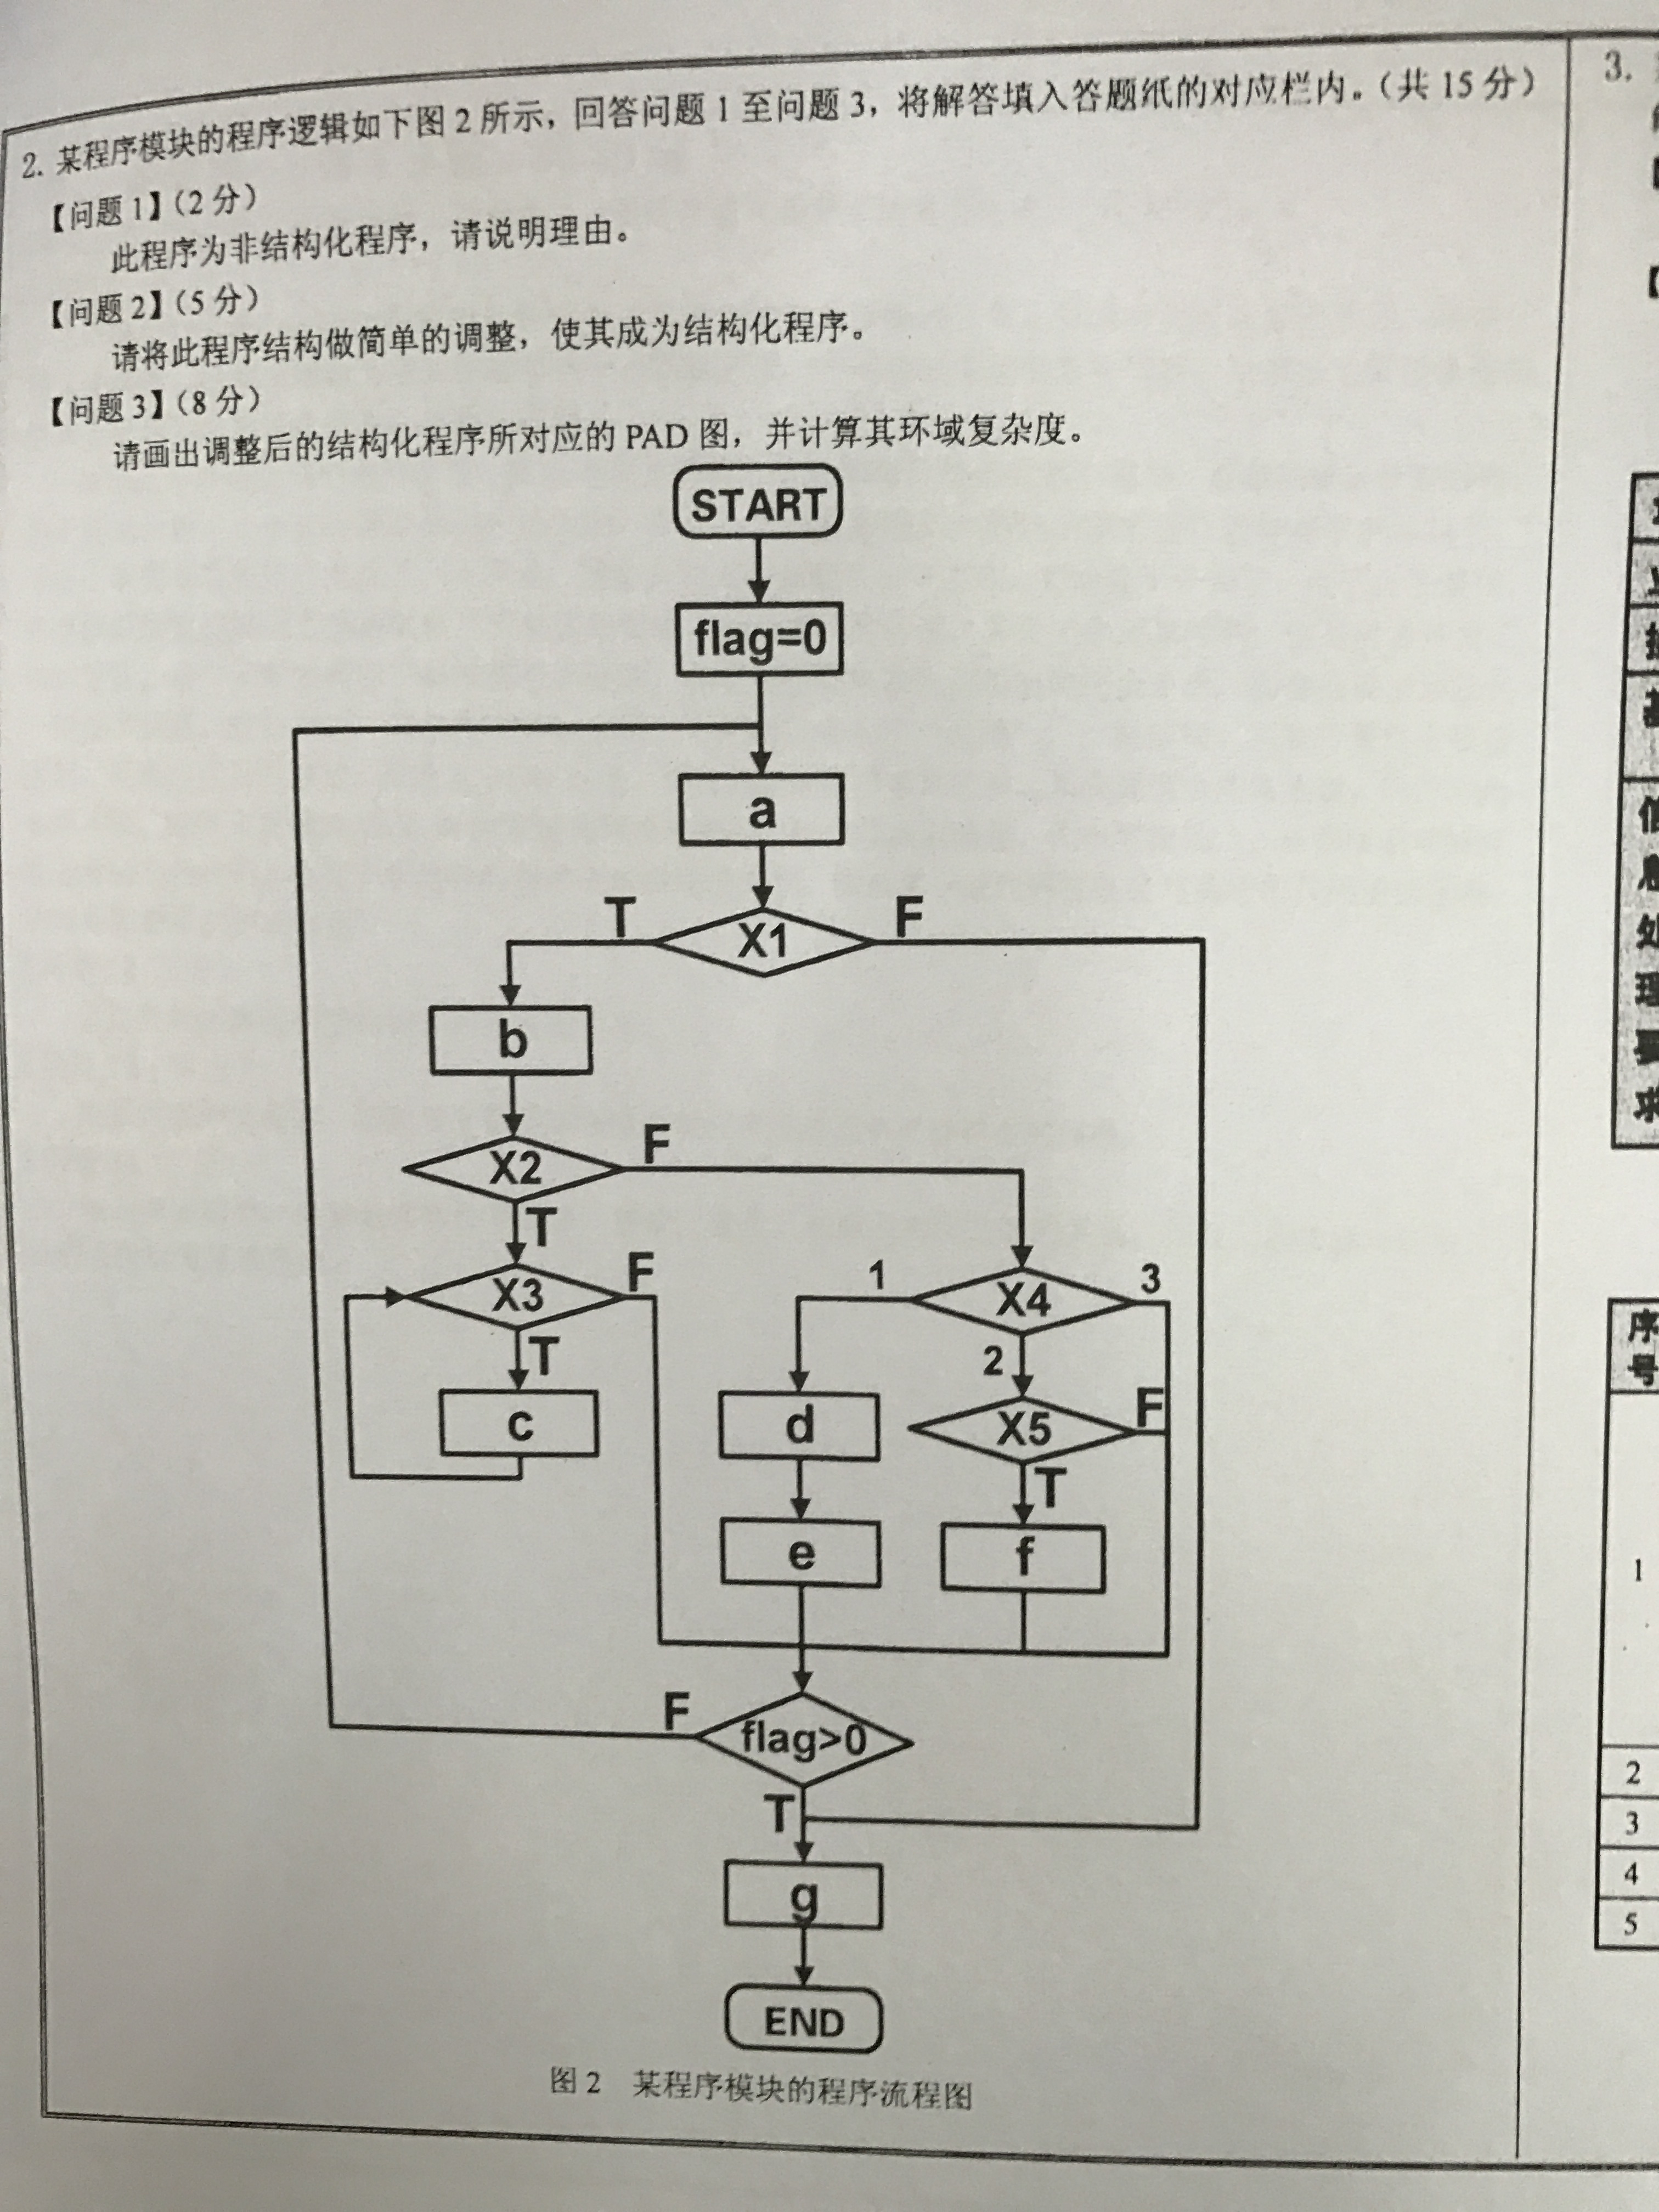 2. 某程序模块的程序逻辑如下图 2 所示，回答问题 1 至问题 3，将解答填入答题纸的对应栏内。（共 15 分）
【问题 1】（2 分）
此程序为非结构化程序，请说明理由。
【问题 2】（5 分）
请将此程序结构做简单的调整，使其成为结构化程序。
【问题 3】（8 分）
请画出调整后的结构化程序所对应的 PAD 图，并计算其环域复杂度。
START
flag=0
a
T X1 F
b
X2 F
T
X3 F
1 X4 3
T
2
c
d
X5 F
T
e
f
F flag>0
T
g
END
图 2 某程序模块的程序流程图
3.
信
息
处
理
要
求
序
号
1
2
3
4
5